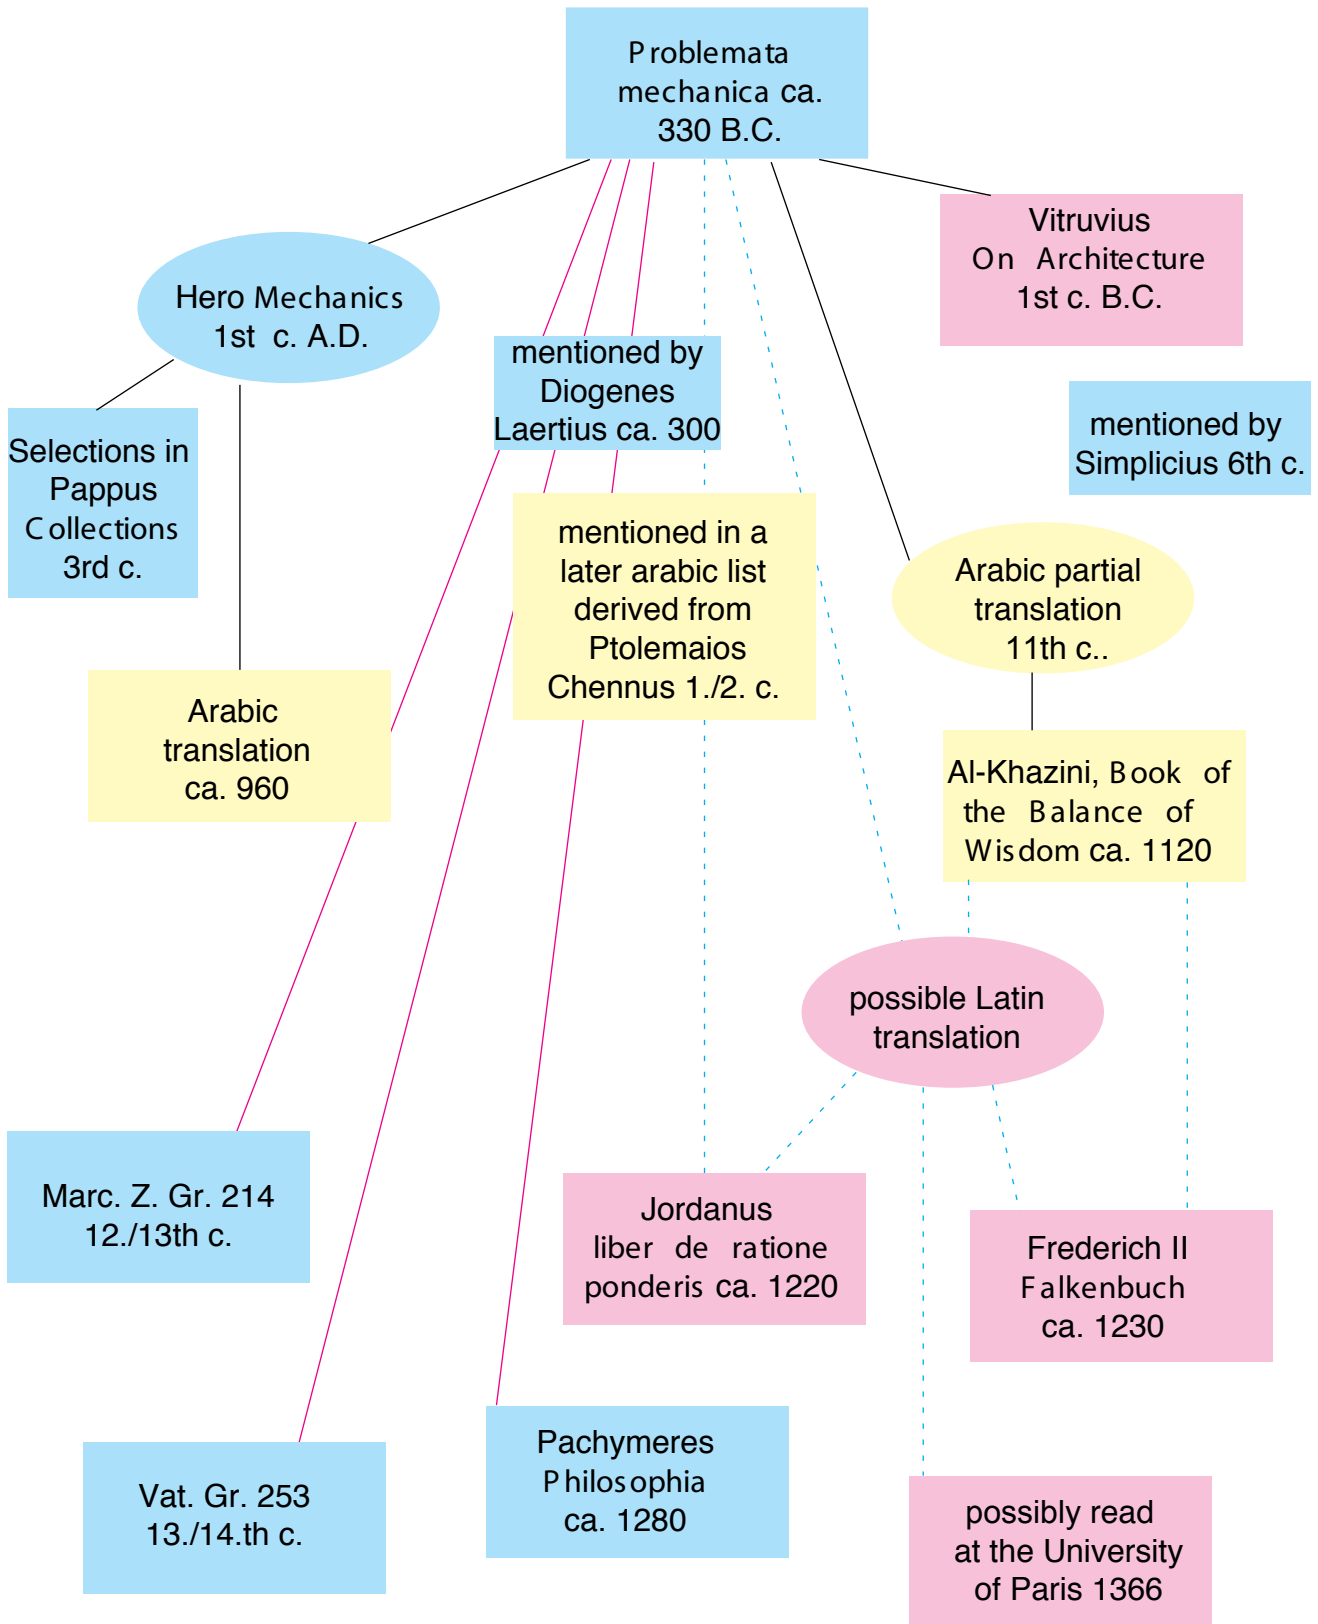 Problemata
mechanica ca.
330 B.C.
Vitruvius
On Architecture
1st c. B.C.
Hero Mechanics
1st c. A.D.
mentioned by
Diogenes
Laertius ca. 300
mentioned by
Simplicius 6th c.
Selections in
Pappus
Collections
3rd c.
mentioned in a
later arabic list
derived from
Ptolemaios
Chennus 1./2. c.
Arabic partial
translation
11th c..
Arabic
translation
ca. 960
Al-Khazini, Book of
the Balance of
Wisdom ca. 1120
possible Latin
translation
Marc. Z. Gr. 214
12./13th c.
Jordanus
liber de ratione
ponderis ca. 1220
Frederich II
Falkenbuch
ca. 1230
Vat. Gr. 253
13./14.th c.
Pachymeres
Philosophia
ca. 1280
possibly read
at the University
of Paris 1366